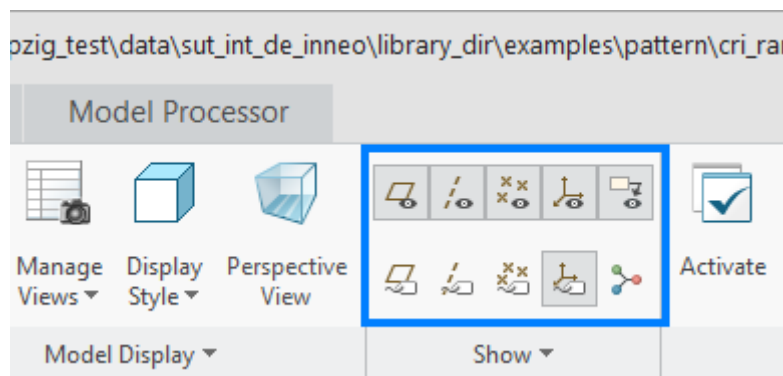 pzig_test\data\sut_int_de_inneo\library_dir\examples\pattern\cri_ra
Model Processor
Manage Views
Display Style
Perspective View
Activate
Model Display
Show